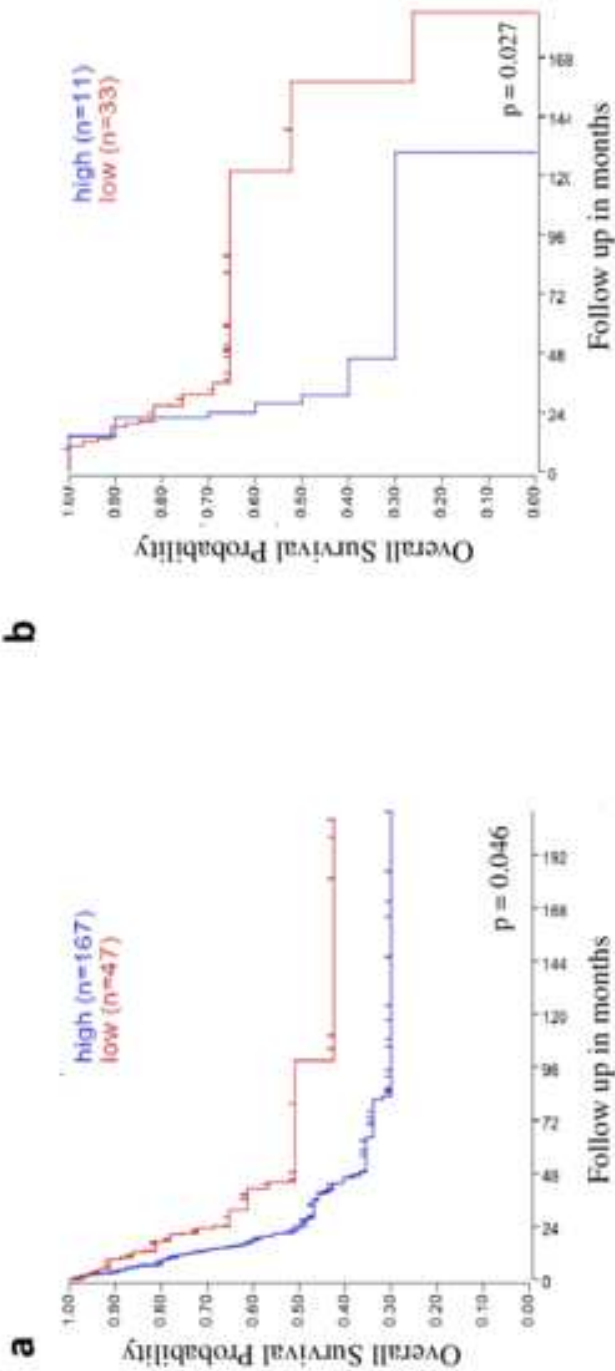 a
high (n=167)
low (n=47)
Overall Survival Probability
1.00
0.90
0.80
0.70
0.60
0.50
0.40
0.30
0.20
0.10
0.00
p = 0.046
0 24 48 72 96 120 144 168 192
Follow up in months
b
high (n=11)
low (n=33)
Overall Survival Probability
1.00
0.90
0.80
0.70
0.60
0.50
0.40
0.30
0.20
0.10
0.00
p = 0.027
0 24 48 72 96 120 144 168
Follow up in months